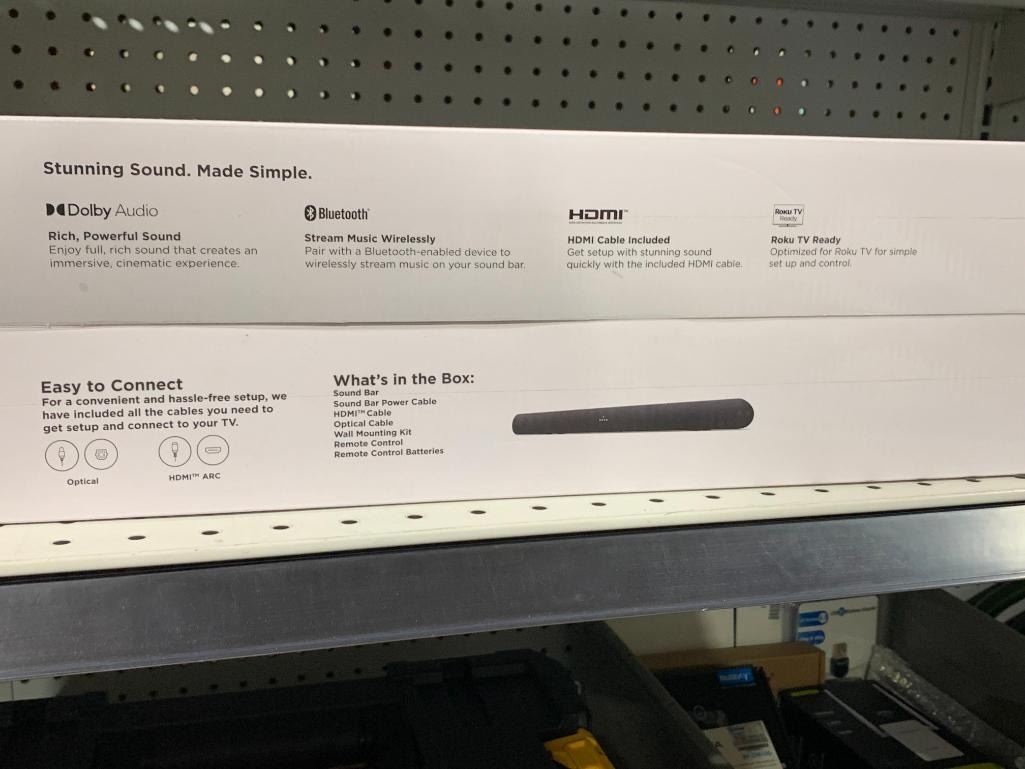 Stunning Sound. Made Simple.
Dolby Audio
Rich, Powerful Sound
Enjoy full, rich sound that creates an
immersive, cinematic experience.
Bluetooth®
Stream Music Wirelessly
Pair with a Bluetooth-enabled device to
wirelessly stream music on your sound bar.
HDMI™
HDMI Cable Included
Get setup with stunning sound
quickly with the included HDMI cable.
Roku TV
Ready
Roku TV Ready
Optimized for Roku TV for simple
set up and control.
Easy to Connect
For a convenient and hassle-free setup, we
have included all the cables you need to
get setup and connect to your TV.
Optical
HDMI™ ARC
What's in the Box:
Sound Bar
Sound Bar Power Cable
HDMI™ Cable
Optical Cable
Wall Mounting Kit
Remote Control
Remote Control Batteries